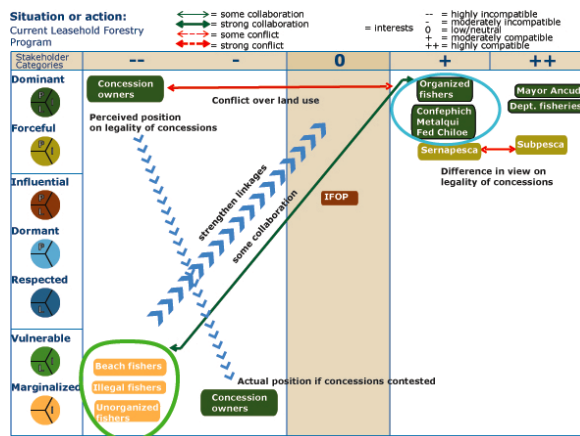 Situation or action:
Current Leasehold Forestry
Program
= some collaboration
= strong collaboration
= some conflict
= strong conflict
= interests
-- = highly incompatible
- = moderately incompatible
0 = low/neutral
+ = moderately compatible
++ = highly compatible
Stakeholder
Categories
--
-
0
+
++
Dominant
Forceful
Influential
Dormant
Respected
Vulnerable
Marginalized
Concession
owners
Perceived position
on legality of concessions
Conflict over land use
Organized
fishers
Confephich
Metalqui
Fed Chiloe
Mayor Ancud
Dept. fisheries
Sernapesca
Subpesca
Difference in view on
legality of concessions
IFOP
strengthen linkages
some collaboration
Beach fishers
Illegal fishers
Unorganized
fishers
Actual position if concessions contested
Concession
owners